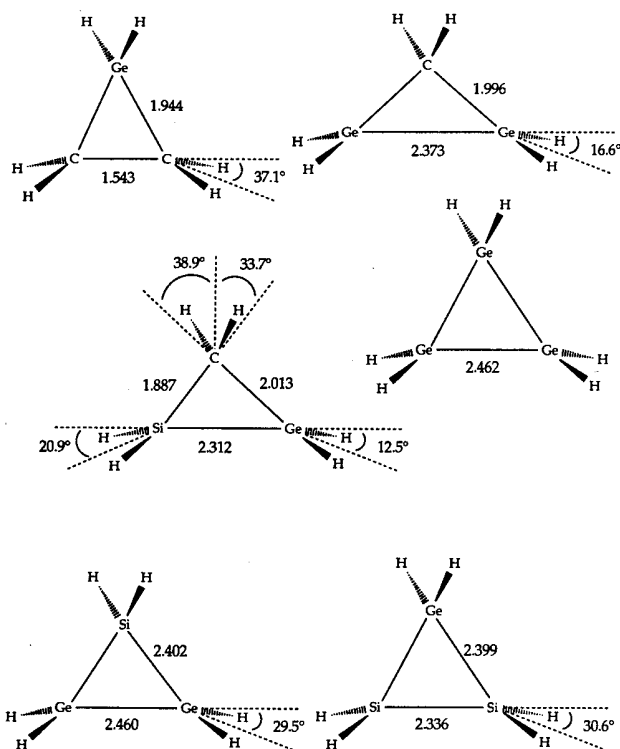 H H
Ge
1.944
H C C H
1.543
H H
37.1°
H H
C
1.996
H Ge Ge H
2.373
H H
16.6°
38.9° 33.7°
H H
C
1.887 2.013
Si Ge
H H
2.312
H H
20.9° 12.5°
H H
Ge
H Ge Ge H
2.462
H H
H H
Si
2.402
Ge Ge
H H
2.460
H H
29.5°
H H
Ge
2.399
H Si Si H
2.336
H H
30.6°